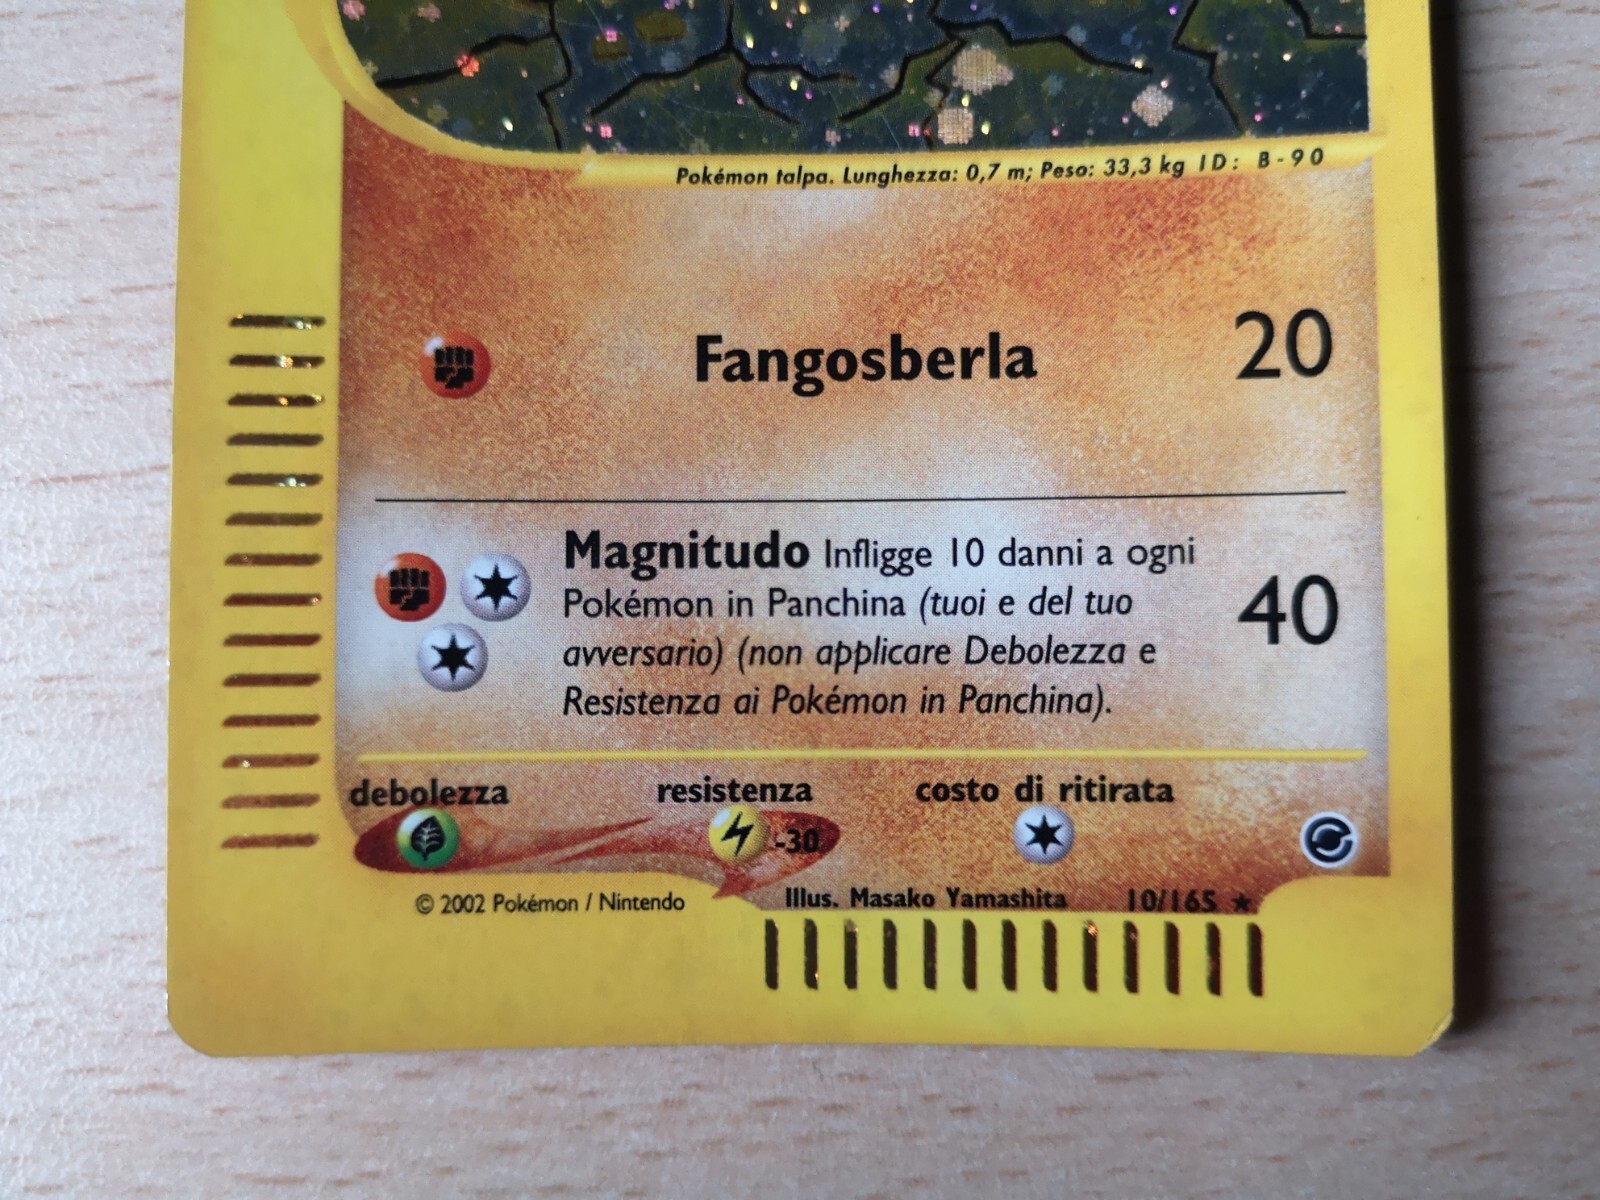 Pokémon talpa. Lunghezza: 0,7 m; Peso: 33,3 kg ID: B-90
Fangosberla 20
Magnitudo Infligge 10 danni a ogni
Pokémon in Panchina (tuoi e del tuo
avversario) (non applicare Debolezza e
Resistenza ai Pokémon in Panchina).
40
debolezza resistenza costo di ritirata
-30
© 2002 Pokémon / Nintendo Illus. Masako Yamashita 10/165 ★